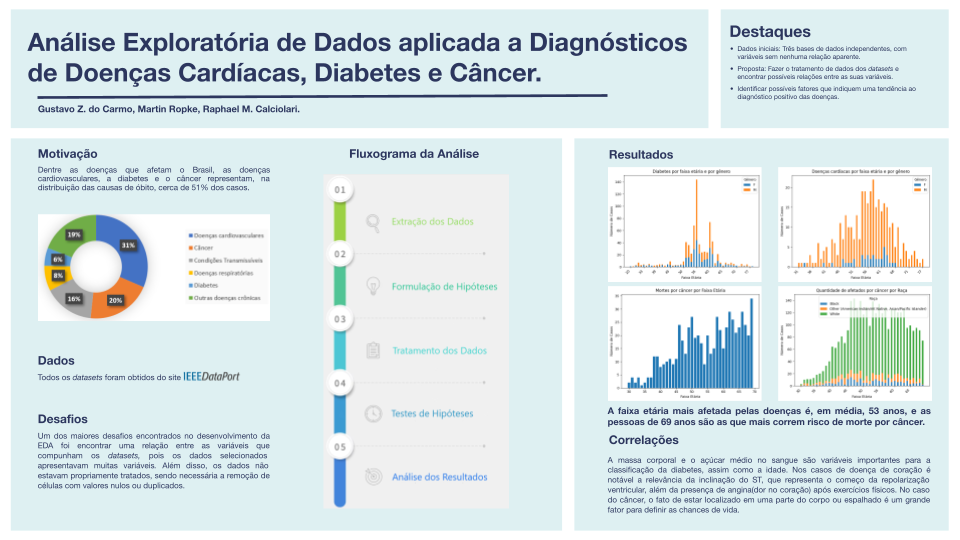 Análise Exploratória de Dados aplicada a Diagnósticos
de Doenças Cardíacas, Diabetes e Câncer.
Gustavo Z. do Carmo, Martin Ropke, Raphael M. Calciolari.
Destaques
• Dados iniciais: Três bases de dados independentes, com
variáveis sem nenhuma relação aparente.
• Proposta: Fazer o tratamento de dados dos datasets e
encontrar possíveis relações entre as suas variáveis.
• Identificar possíveis fatores que indiquem uma tendência ao
diagnóstico positivo das doenças.
Motivação
Dentre as doenças que afetam o Brasil, as doenças
cardiovasculares, a diabetes e o câncer representam, na
distribuição das causas de óbito, cerca de 51% dos casos.
19%
31%
6%
8%
16%
20%
Doenças cardiovasculares
Câncer
Condições Transmissíveis
Doenças respiratórias
Diabetes
Outras doenças crônicas
Dados
Todos os datasets foram obtidos do site IEEEDataPort
Desafios
Um dos maiores desafios encontrados no desenvolvimento da
EDA foi encontrar uma relação entre as variáveis que
compunham os datasets, pois os dados selecionados
apresentavam muitas variáveis. Além disso, os dados não
estavam propriamente tratados, sendo necessária a remoção de
células com valores nulos ou duplicados.
Fluxograma da Análise
01
Extração dos Dados
02
Formulação de Hipóteses
03
Tratamento dos Dados
04
Testes de Hipóteses
05
Análise dos Resultados
Resultados
Diabetes por faixa etária e por gênero
Doenças cardíacas por faixa etária e por gênero
Mortes por câncer por Faixa Etária
Quantidade de afetados por câncer por Raça
A faixa etária mais afetada pelas doenças é, em média, 53 anos, e as
pessoas de 69 anos são as que mais correm risco de morte por câncer.
Correlações
A massa corporal e o açúcar médio no sangue são variáveis importantes para a
classificação da diabetes, assim como a idade. Nos casos de doença de coração é
notável a relevância da inclinação do ST, que representa o começo da repolarização
ventricular, além da presença de angina(dor no coração) após exercícios físicos. No caso
do câncer, o fato de estar localizado em uma parte do corpo ou espalhado é um grande
fator para definir as chances de vida.